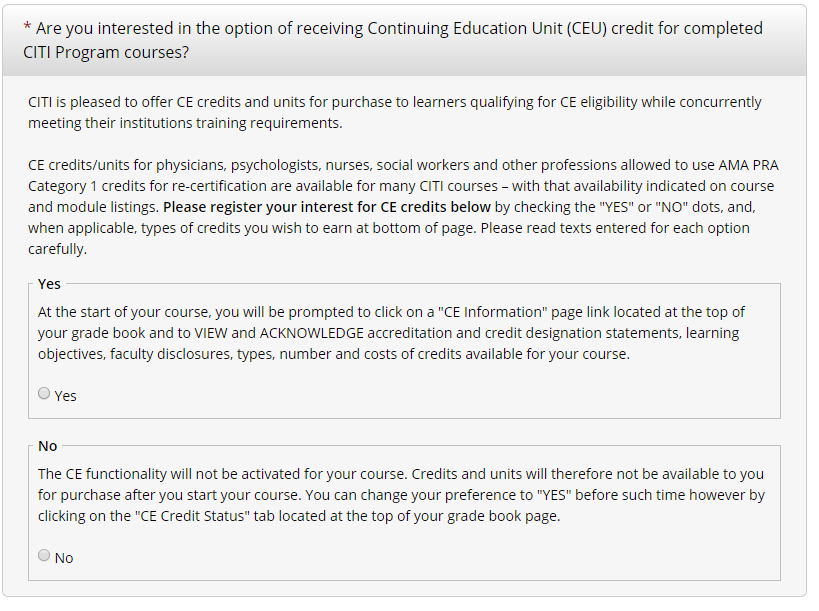 * Are you interested in the option of receiving Continuing Education Unit (CEU) credit for completed
CITI Program courses?
CITI is pleased to offer CE credits and units for purchase to learners qualifying for CE eligibility while concurrently
meeting their institutions training requirements.
CE credits/units for physicians, psychologists, nurses, social workers and other professions allowed to use AMA PRA
Category 1 credits for re-certification are available for many CITI courses – with that availability indicated on course
and module listings. Please register your interest for CE credits below by checking the "YES" or "NO" dots, and,
when applicable, types of credits you wish to earn at bottom of page. Please read texts entered for each option
carefully.
Yes
At the start of your course, you will be prompted to click on a "CE Information" page link located at the top of
your grade book and to VIEW and ACKNOWLEDGE accreditation and credit designation statements, learning
objectives, faculty disclosures, types, number and costs of credits available for your course.
Yes
No
The CE functionality will not be activated for your course. Credits and units will therefore not be available to you
for purchase after you start your course. You can change your preference to "YES" before such time however by
clicking on the "CE Credit Status" tab located at the top of your grade book page.
No